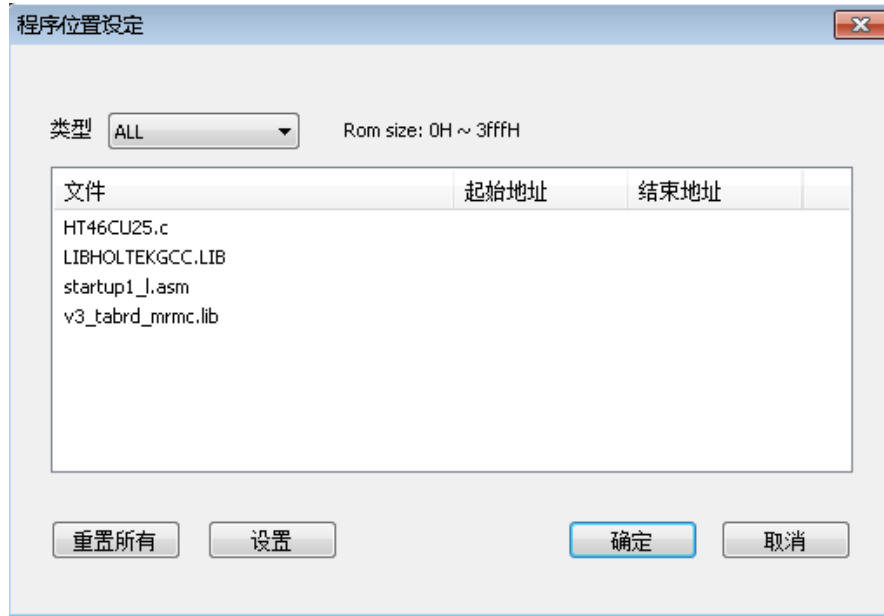 程序位置设定
类型 ALL Rom size: 0H ~ 3fffH
文件 起始地址 结束地址
HT46CU25.c
LIBHOLTEKGCC.LIB
startup1_l.asm
v3_tabrd_mrmc.lib
重置所有 设置 确定 取消